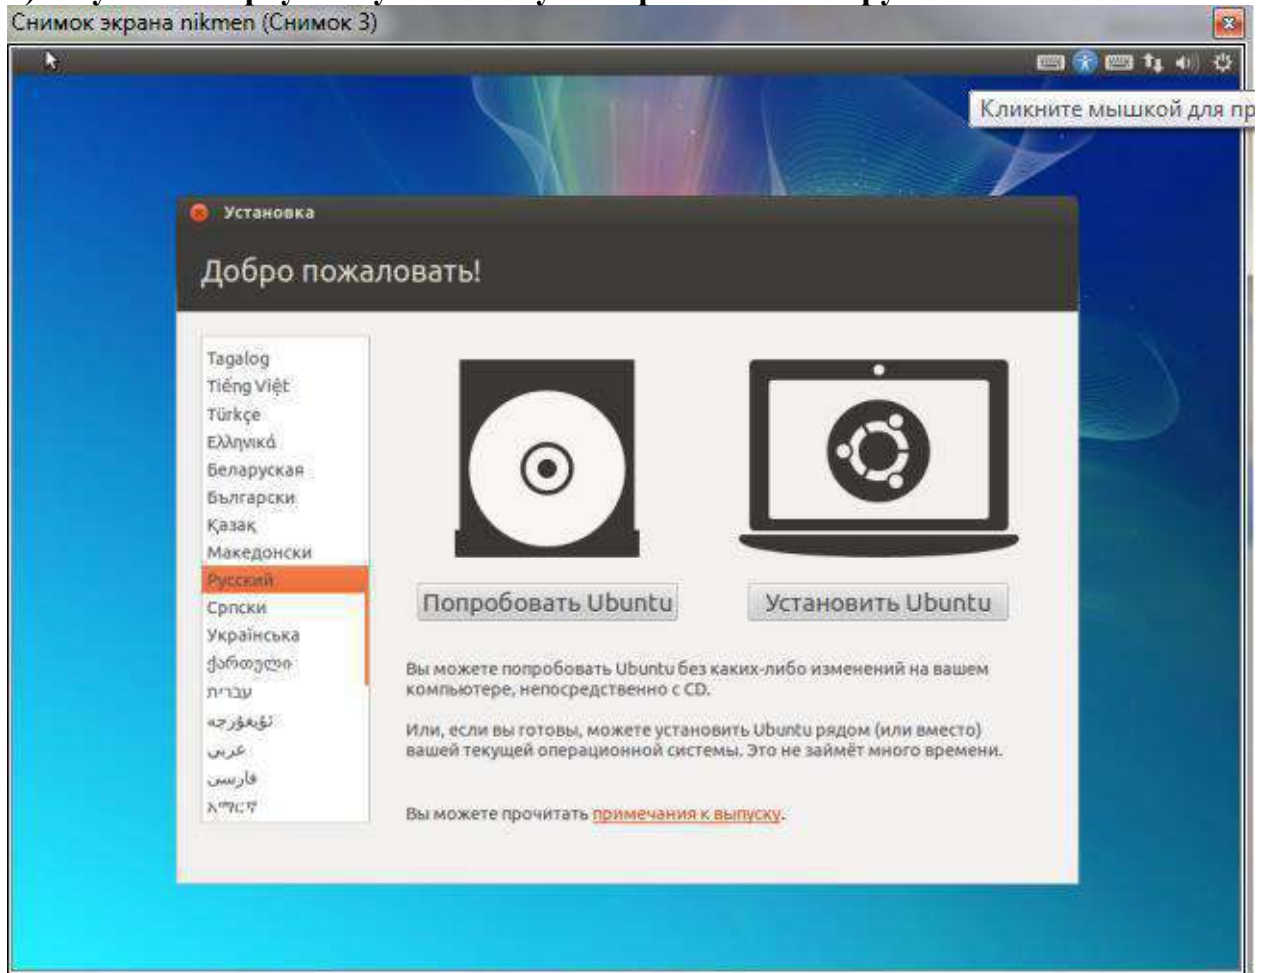 Снимок экрана nikmen (Снимок 3)
Кликните мышкой для пр
Установка
Добро пожаловать!
Tagalog
Tiếng Việt
Türkçe
Ελληνικά
Беларуская
Български
Қазақ
Македонски
Русский
Српски
Українська
ქართული
עברית
ئۇيغۇرچە
عربي
فارسی
አማርኛ
Попробовать Ubuntu
Установить Ubuntu
Вы можете попробовать Ubuntu без каких-либо изменений на вашем
компьютере, непосредственно с CD.
Или, если вы готовы, можете установить Ubuntu рядом (или вместо)
вашей текущей операционной системы. Это не займёт много времени.
Вы можете прочитать примечания к выпуску.